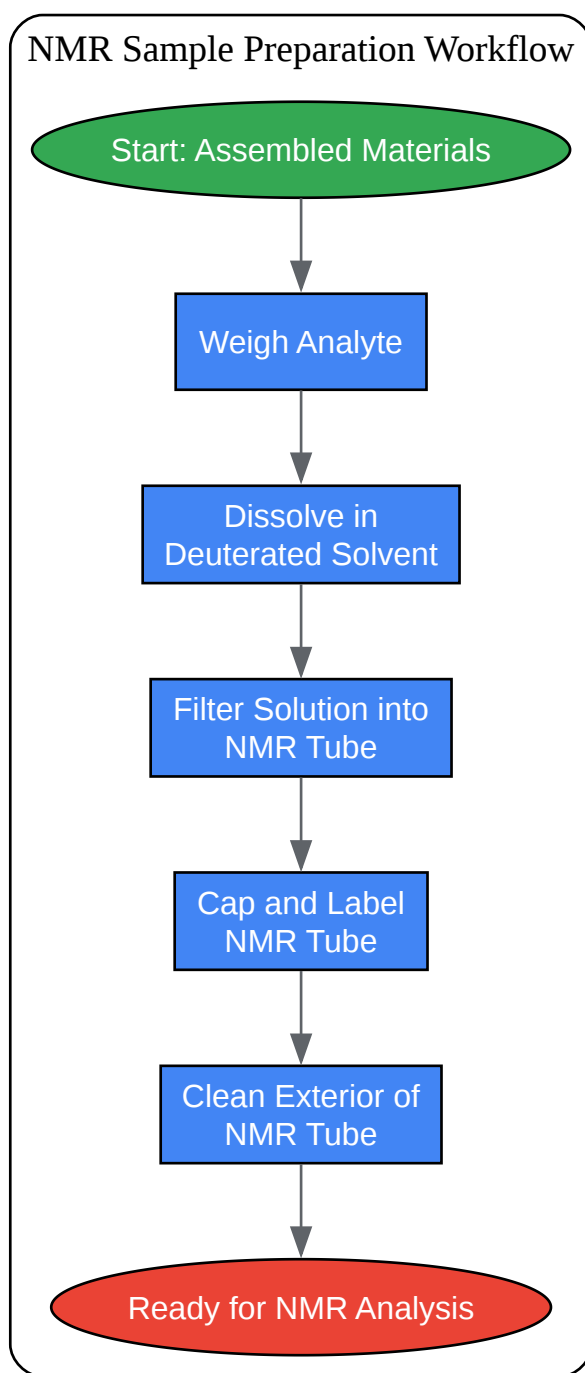 NMR Sample Preparation Workflow
Start: Assembled Materials
Weigh Analyte
Dissolve in
Deuterated Solvent
Filter Solution into
NMR Tube
Cap and Label
NMR Tube
Clean Exterior of
NMR Tube
Ready for NMR Analysis